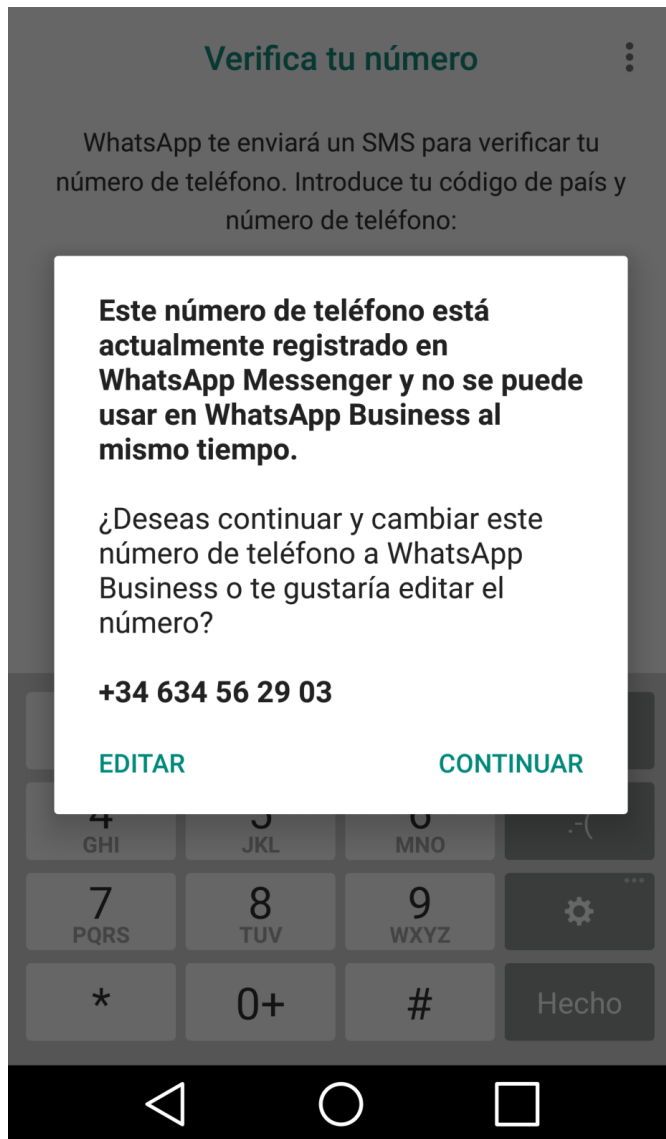 Verifica tu número
WhatsApp te enviará un SMS para verificar tu
número de teléfono. Introduce tu código de país y
número de teléfono:
Este número de teléfono está
actualmente registrado en
WhatsApp Messenger y no se puede
usar en WhatsApp Business al
mismo tiempo.
¿Deseas continuar y cambiar este
número de teléfono a WhatsApp
Business o te gustaría editar el
número?
+34 634 56 29 03
EDITAR CONTINUAR
4 5 6 .-(
GHI JKL MNO
7 8 9
PQRS TUV WXYZ
* 0+ # Hecho